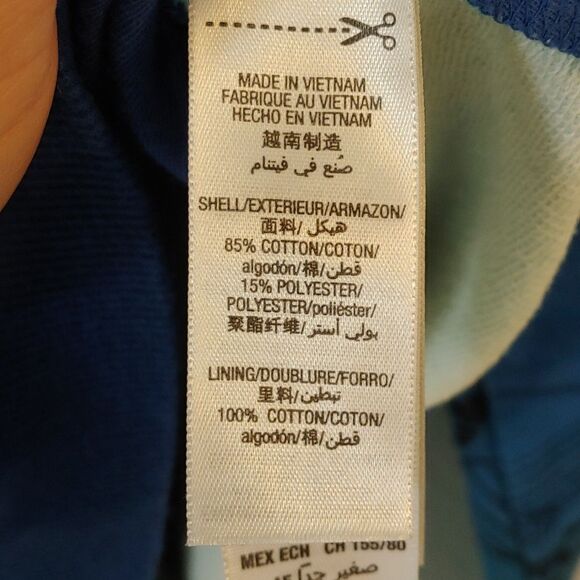 MADE IN VIETNAM
FABRIQUE AU VIETNAM
HECHO EN VIETNAM
越南制造
صُنع في فيتنام
SHELL/EXTERIEUR/ARMAZON/
面料/ هيكل/
85% COTTON/COTON/
algodón/棉/قطن
15% POLYESTER/
POLYESTER/poliéster/
聚酯纤维/بولي أستر
LINING/DOUBLURE/FORRO/
里料/ تبطين/
100% COTTON/COTON/
algodón/棉/قطن
MEX ECH CH 155/80
صغير جداً